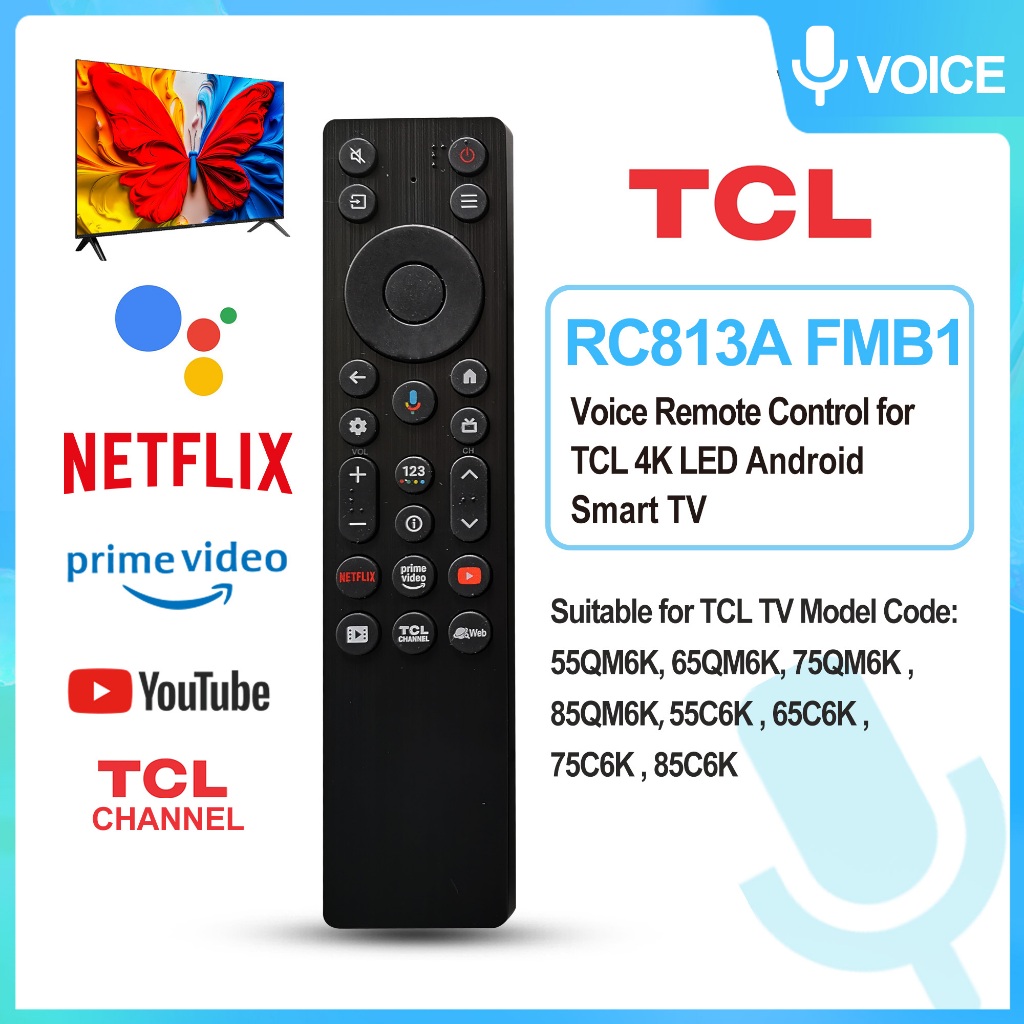 VOICE
TCL
RC813A FMB1
Voice Remote Control for
TCL 4K LED Android
Smart TV
Suitable for TCL TV Model Code:
55QM6K, 65QM6K, 75QM6K ,
85QM6K, 55C6K , 65C6K ,
75C6K , 85C6K
NETFLIX
prime video
YouTube
TCL
CHANNEL
VOL
CH
123
NETFLIX
prime
video
TCL
CHANNEL
Web